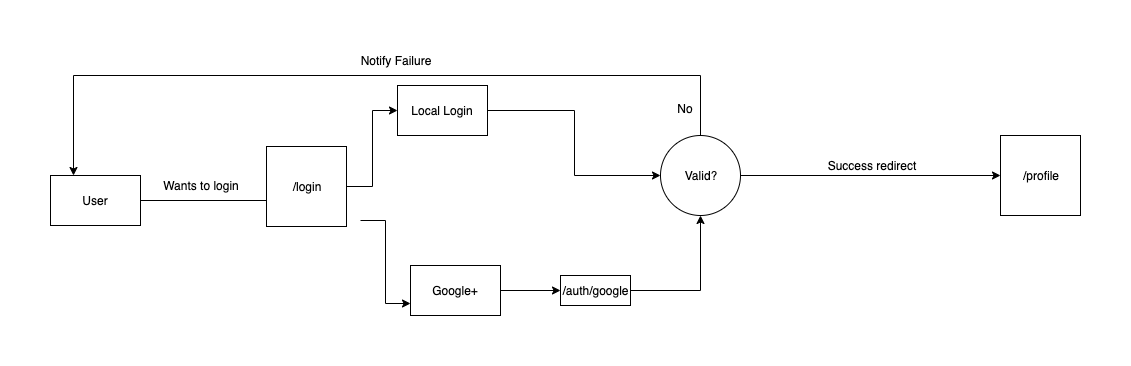 Notify Failure
Local Login
No
Wants to login
/login
User
Valid?
Success redirect
/profile
Google+
/auth/google